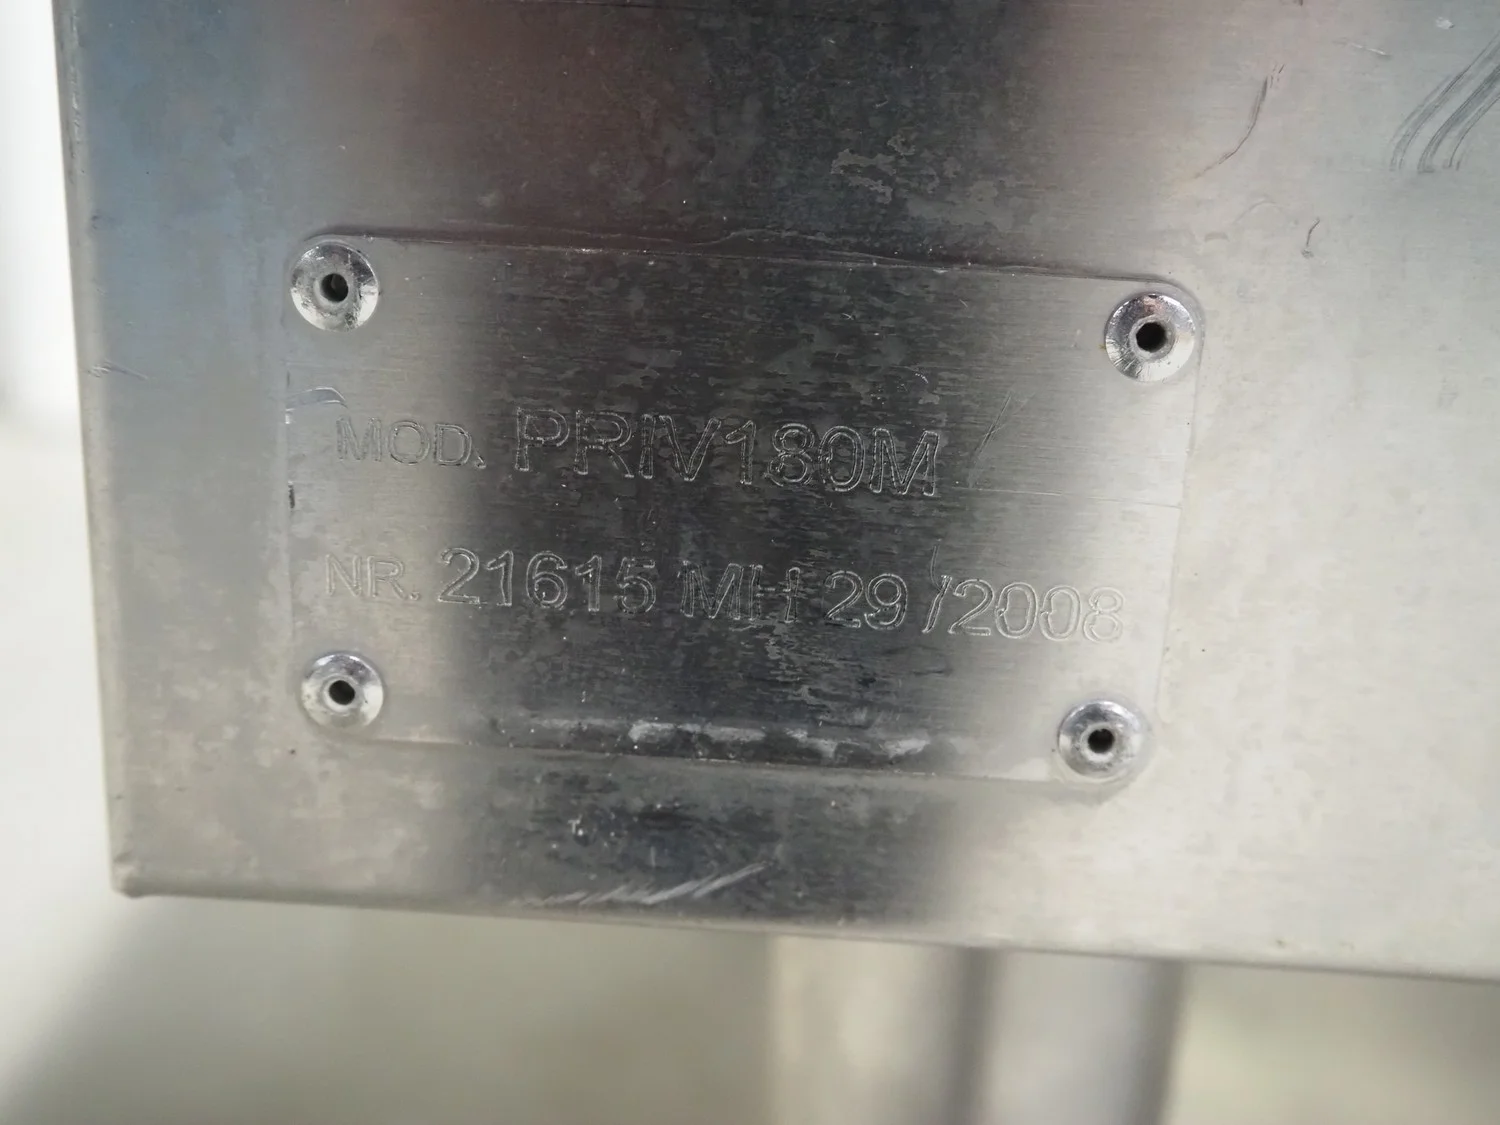 MOD. PRIV180M
NR. 21615 MH 29 /2008